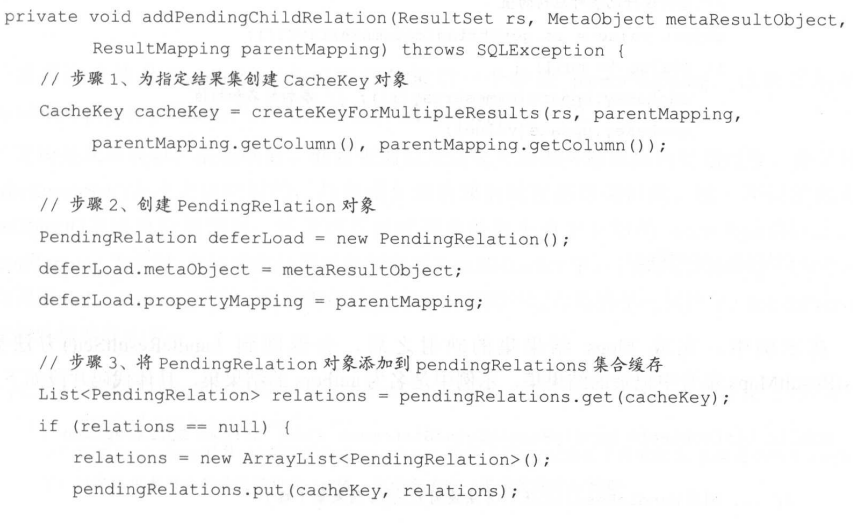 private void addPendingChildRelation(ResultSet rs, MetaObject metaResultObject,
ResultMapping parentMapping) throws SQLException {
// 步骤 1、为指定结果集创建 CacheKey 对象
CacheKey cacheKey = createKeyForMultipleResults(rs, parentMapping,
parentMapping.getColumn(), parentMapping.getColumn());
// 步骤 2、创建 PendingRelation 对象
PendingRelation deferLoad = new PendingRelation();
deferLoad.metaObject = metaResultObject;
deferLoad.propertyMapping = parentMapping;
// 步骤 3、将 PendingRelation 对象添加到 pendingRelations 集合缓存
List<PendingRelation> relations = pendingRelations.get(cacheKey);
if (relations == null) {
relations = new ArrayList<PendingRelation>();
pendingRelations.put(cacheKey, relations);